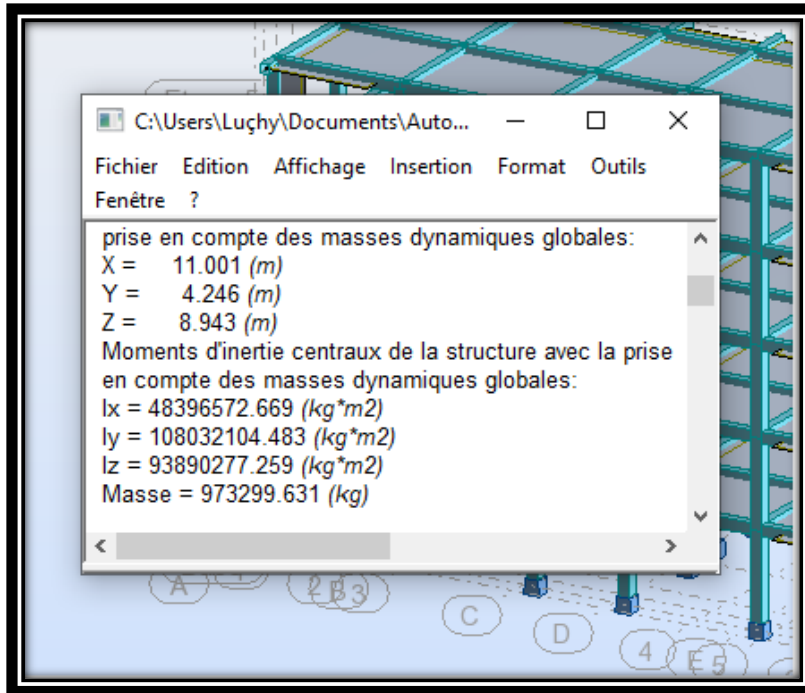 C:\Users\Luçhy\Documents\Auto...
Fichier Edition Affichage Insertion Format Outils
Fenêtre ?
prise en compte des masses dynamiques globales:
X = 11.001 (m)
Y = 4.246 (m)
Z = 8.943 (m)
Moments d'inertie centraux de la structure avec la prise
en compte des masses dynamiques globales:
Ix = 48396572.669 (kg*m2)
Iy = 108032104.483 (kg*m2)
Iz = 93890277.259 (kg*m2)
Masse = 973299.631 (kg)
A 2 B 3 C D 4 E 5